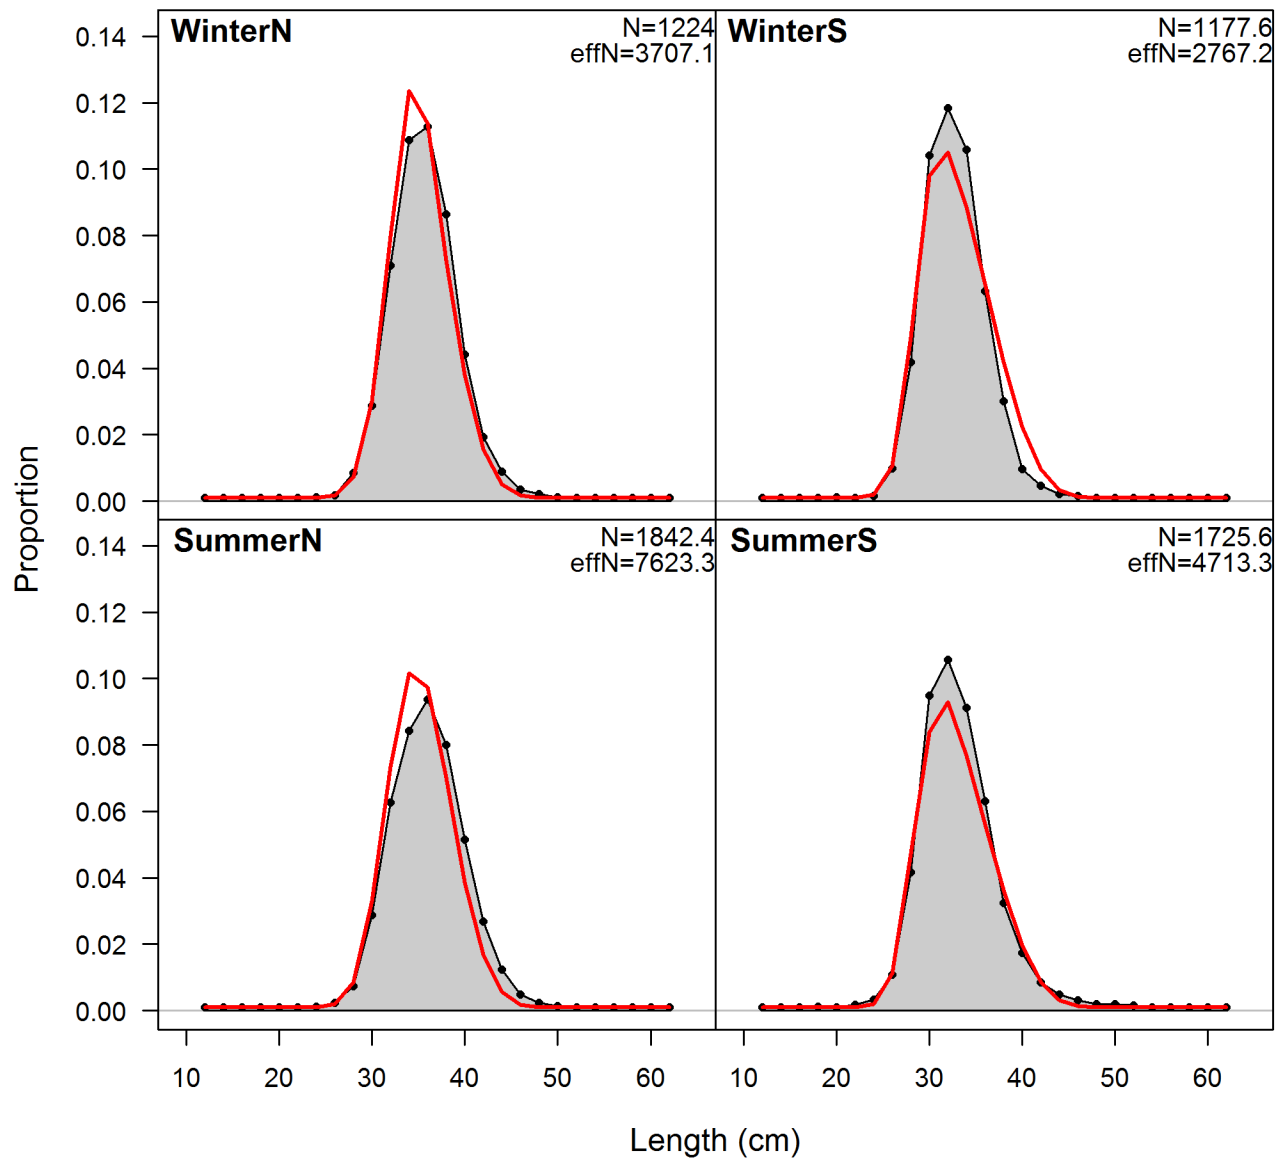 WinterN
N=1224
effN=3707.1
WinterS
N=1177.6
effN=2767.2
0.14
0.12
0.10
0.08
0.06
0.04
0.02
0.00
SummerN
N=1842.4
effN=7623.3
SummerS
N=1725.6
effN=4713.3
0.14
0.12
0.10
0.08
0.06
0.04
0.02
0.00
Proportion
10 20 30 40 50 60
10 20 30 40 50 60
Length (cm)